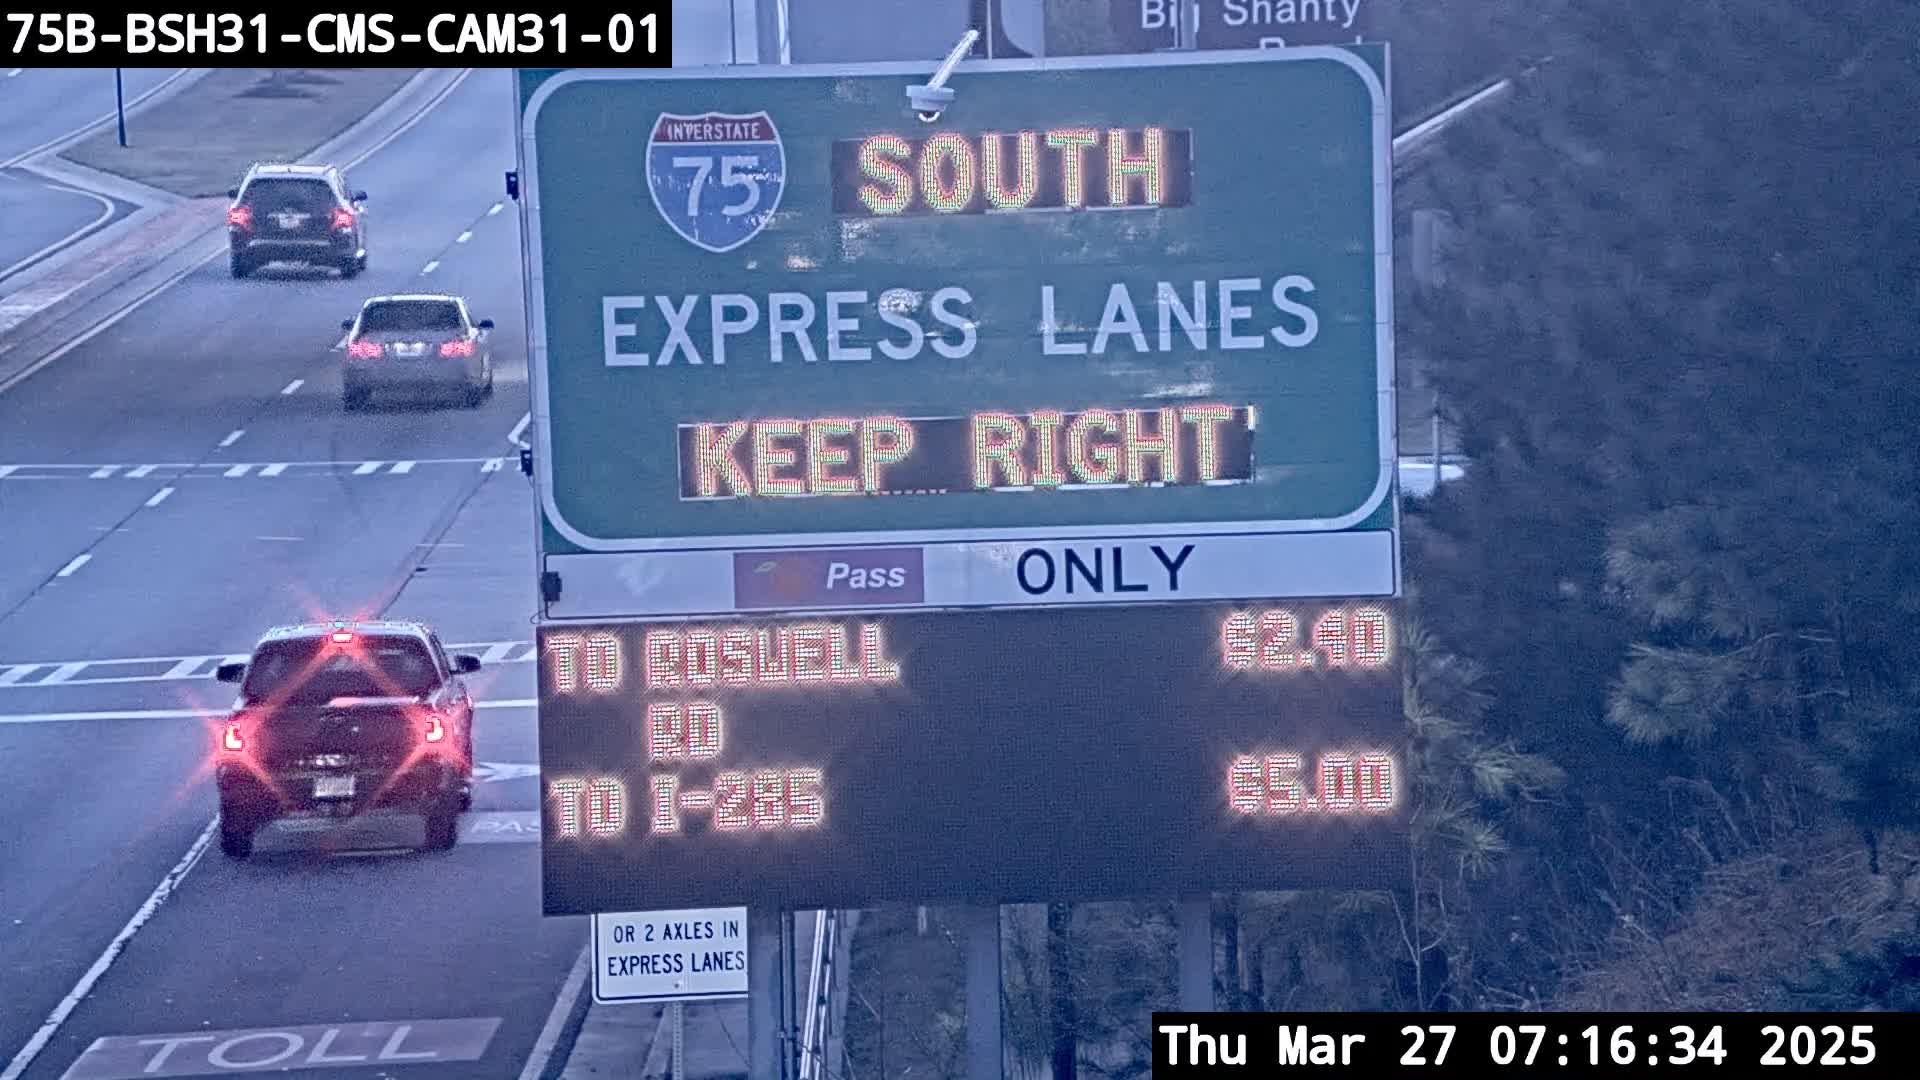 75B-BSH31-CMS-CAM31-01
Big Shanty
INTERSTATE
75
SOUTH
EXPRESS LANES
KEEP RIGHT
Pass ONLY
TO ROSWELL $2.40
RD
TO I-285 $5.00
OR 2 AXLES IN
EXPRESS LANES
TOLL
Thu Mar 27 07:16:34 2025